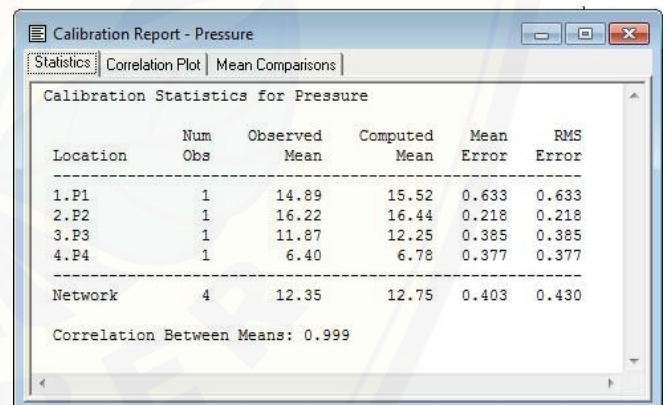 Calibration Report - Pressure
Statistics Correlation Plot Mean Comparisons
Calibration Statistics for Pressure
Num Observed Computed Mean RMS
Location Obs Mean Mean Error Error
--------------------------------------------------------------
1.P1 1 14.89 15.52 0.633 0.633
2.P2 1 16.22 16.44 0.218 0.218
3.P3 1 11.87 12.25 0.385 0.385
4.P4 1 6.40 6.78 0.377 0.377
--------------------------------------------------------------
Network 4 12.35 12.75 0.403 0.430
Correlation Between Means: 0.999